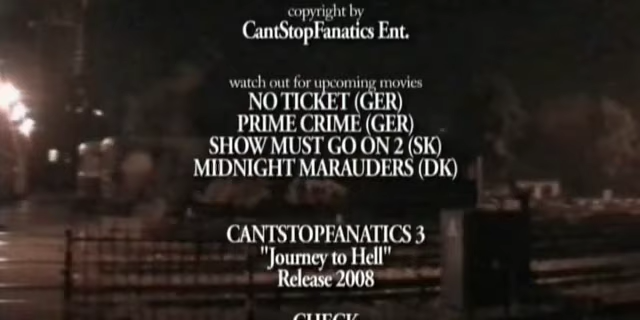 copyright by
CantStopFanatics Ent.
watch out for upcoming movies
NO TICKET (GER)
PRIME CRIME (GER)
SHOW MUST GO ON 2 (SK)
MIDNIGHT MARAUDERS (DK)
CANTSTOPFANATICS 3
"Journey to Hell"
Release 2008
CHECK